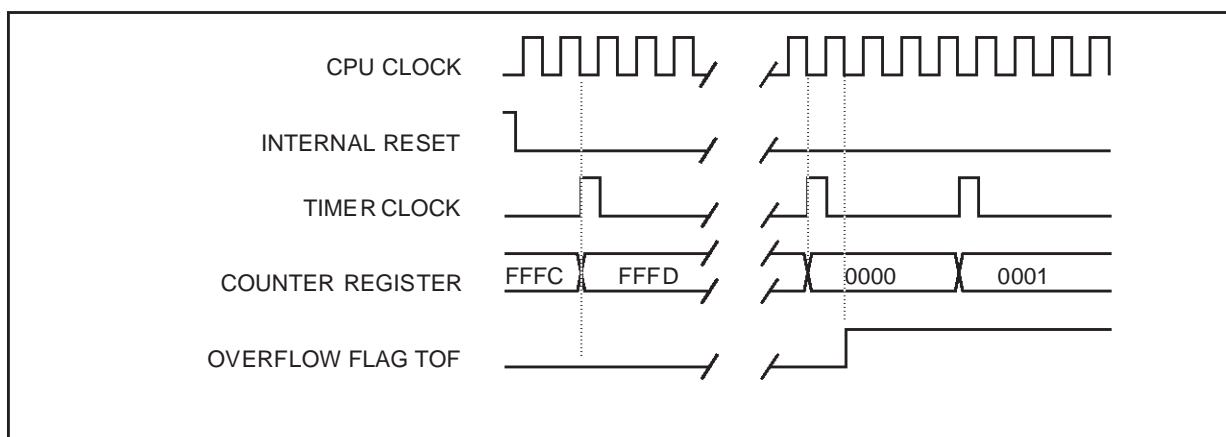 CPU CLOCK
INTERNAL RESET
TIMER CLOCK
COUNTER REGISTER
FFFC
FFFD
0000
0001
OVERFLOW FLAG TOF